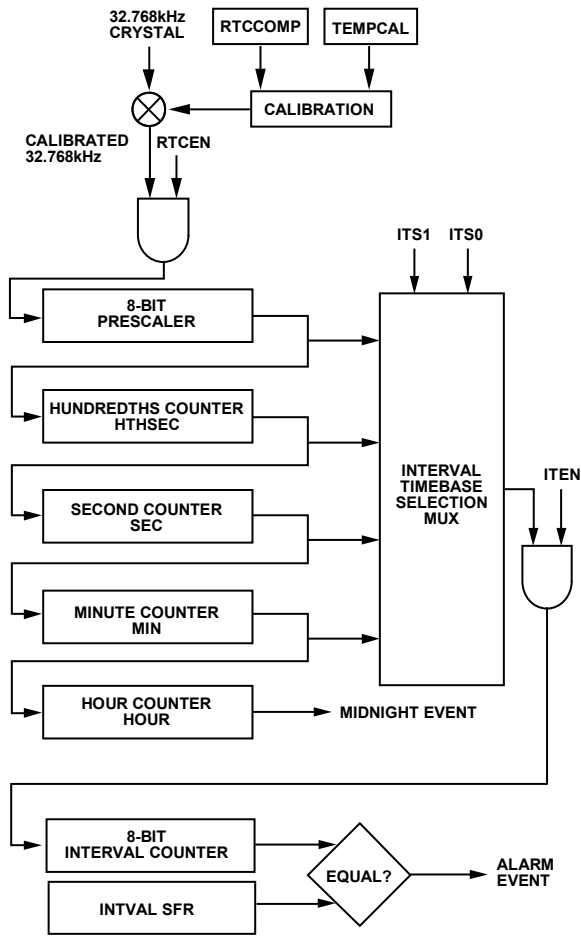 32.768kHz
CRYSTAL
RTCCOMP
TEMPCAL
CALIBRATION
CALIBRATED
32.768kHz
RTCEN
ITS1
ITS0
8-BIT
PRESCALER
HUNDREDTHS COUNTER
HTHSEC
SECOND COUNTER
SEC
MINUTE COUNTER
MIN
HOUR COUNTER
HOUR
MIDNIGHT EVENT
INTERVAL
TIMEBASE
SELECTION
MUX
ITEN
8-BIT
INTERVAL COUNTER
INTVAL SFR
EQUAL?
ALARM
EVENT